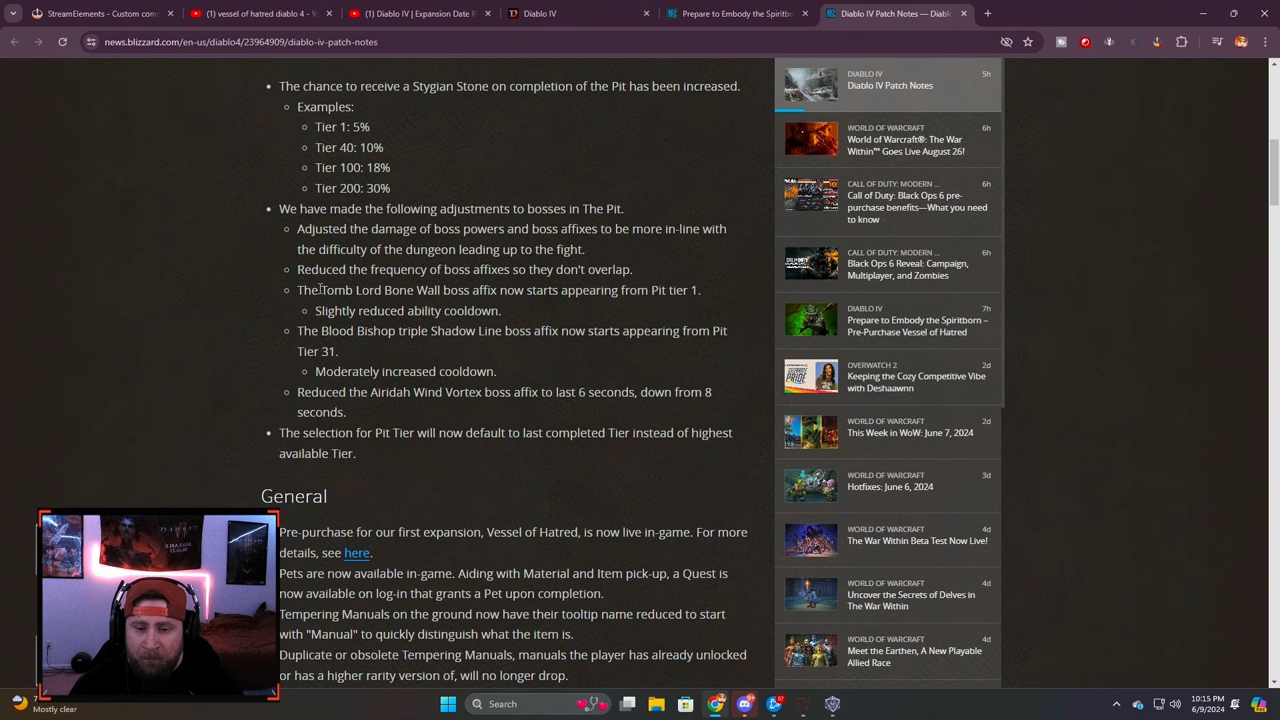 StreamElements - Custom com
(1) vessel of hatred diablo 4 - Y
(1) Diablo IV | Expansion Date R
Diablo IV
Prepare to Embody the Spiritbo
Diablo IV Patch Notes — Diabl
news.blizzard.com/en-us/diablo4/23964909/diablo-iv-patch-notes
The chance to receive a Stygian Stone on completion of the Pit has been increased.
Examples:
Tier 1: 5%
Tier 40: 10%
Tier 100: 18%
Tier 200: 30%
We have made the following adjustments to bosses in The Pit.
Adjusted the damage of boss powers and boss affixes to be more in-line with
the difficulty of the dungeon leading up to the fight.
Reduced the frequency of boss affixes so they don't overlap.
The Tomb Lord Bone Wall boss affix now starts appearing from Pit tier 1.
Slightly reduced ability cooldown.
The Blood Bishop triple Shadow Line boss affix now starts appearing from Pit
Tier 31.
Moderately increased cooldown.
Reduced the Airidah Wind Vortex boss affix to last 6 seconds, down from 8
seconds.
The selection for Pit Tier will now default to last completed Tier instead of highest
available Tier.
General
Pre-purchase for our first expansion, Vessel of Hatred, is now live in-game. For more
details, see here.
Pets are now available in-game. Aiding with Material and Item pick-up, a Quest is
now available on log-in that grants a Pet upon completion.
Tempering Manuals on the ground now have their tooltip name reduced to start
with "Manual" to quickly distinguish what the item is.
Duplicate or obsolete Tempering Manuals, manuals the player has already unlocked
or has a higher rarity version of, will no longer drop.
DIABLO IV 5h
Diablo IV Patch Notes
WORLD OF WARCRAFT 6h
World of Warcraft®: The War
Within™ Goes Live August 26!
CALL OF DUTY: MODERN ... 6h
Call of Duty: Black Ops 6 pre-
purchase benefits—What you need
to know
CALL OF DUTY: MODERN ... 6h
Black Ops 6 Reveal: Campaign,
Multiplayer, and Zombies
DIABLO IV 7h
Prepare to Embody the Spiritborn –
Pre-Purchase Vessel of Hatred
OVERWATCH 2 2d
Keeping the Cozy Competitive Vibe
with Deshaawnn
WORLD OF WARCRAFT 2d
This Week in WoW: June 7, 2024
WORLD OF WARCRAFT 3d
Hotfixes: June 6, 2024
WORLD OF WARCRAFT 4d
The War Within Beta Test Now Live!
WORLD OF WARCRAFT 4d
Uncover the Secrets of Delves in
The War Within
WORLD OF WARCRAFT 4d
Meet the Earthen, A New Playable
Allied Race
Mostly clear
Search
10:15 PM
6/9/2024